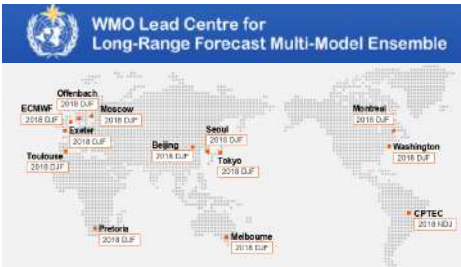 WMO Lead Centre for
Long-Range Forecast Multi-Model Ensemble
Offenbach
2018 DJF
ECMWF
2018 DJF
Moscow
2018 DJF
Exeter
2018 DJF
Toulouse
2018 DJF
Beijing
2018 DJF
Seoul
2018 DJF
Tokyo
2018 DJF
Montreal
2018 DJF
Washington
2018 DJF
CPTEC
2018 NDJ
Pretoria
2018 DJF
Melbourne
2018 DJF